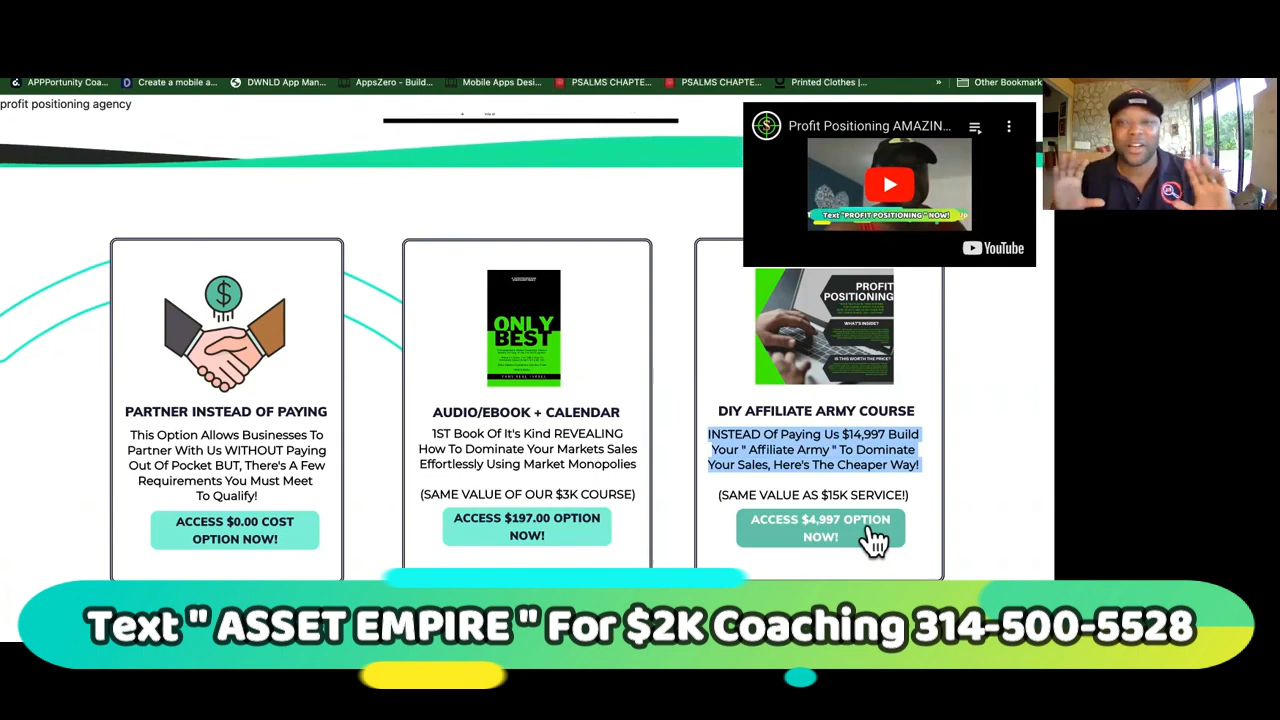 APPPortunity Coa...
Create a mobile a...
DWNLD App Man...
AppsZero - Build...
Mobile Apps Desi...
PSALMS CHAPTE...
PSALMS CHAPTE...
Printed Clothes |...
»
Other Bookmark
profit positioning agency
Profit Positioning AMAZIN...
Text "PROFIT POSITIONING" NOW!
YouTube
$
ONLY
BEST
PROFIT
POSITIONING
WHAT'S INSIDE?
IS THIS WORTH THE PRICE?
PARTNER INSTEAD OF PAYING
This Option Allows Businesses To
Partner With Us WITHOUT Paying
Out Of Pocket BUT, There's A Few
Requirements You Must Meet
To Qualify!
ACCESS $0.00 COST
OPTION NOW!
AUDIO/EBOOK + CALENDAR
1ST Book Of It's Kind REVEALING
How To Dominate Your Markets Sales
Effortlessly Using Market Monopolies
(SAME VALUE OF OUR $3K COURSE)
ACCESS $197.00 OPTION
NOW!
DIY AFFILIATE ARMY COURSE
INSTEAD Of Paying Us $14,997 Build
Your " Affiliate Army " To Dominate
Your Sales, Here's The Cheaper Way!
(SAME VALUE AS $15K SERVICE!)
ACCESS $4,997 OPTION
NOW!
Text " ASSET EMPIRE " For $2K Coaching 314-500-5528